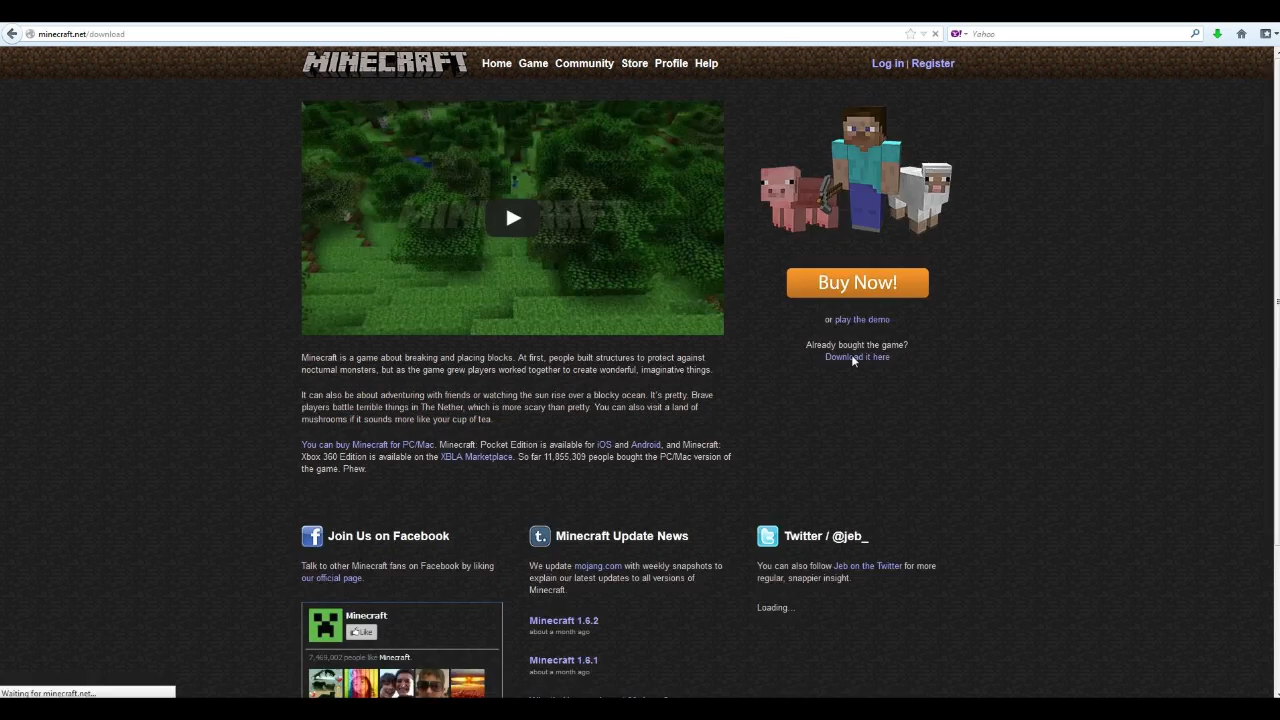 minecraft.net/download
Yahoo
MINECRAFT
Home Game Community Store Profile Help
Log in | Register
MINECRAFT
Buy Now!
or play the demo
Already bought the game?
Download it here
Minecraft is a game about breaking and placing blocks. At first, people built structures to protect against
nocturnal monsters, but as the game grew players worked together to create wonderful, imaginative things.
It can also be about adventuring with friends or watching the sun rise over a blocky ocean. It's pretty. Brave
players battle terrible things in The Nether, which is more scary than pretty. You can also visit a land of
mushrooms if it sounds more like your cup of tea.
You can buy Minecraft for PC/Mac. Minecraft: Pocket Edition is available for iOS and Android, and Minecraft:
Xbox 360 Edition is available on the XBLA Marketplace. So far 11,855,309 people bought the PC/Mac version of
the game. Phew.
Join Us on Facebook
Talk to other Minecraft fans on Facebook by liking
our official page.
Minecraft
Like
7,469,002 people like Minecraft.
Minecraft Update News
We update mojang.com with weekly snapshots to
explain our latest updates to all versions of
Minecraft.
Minecraft 1.6.2
about a month ago
Minecraft 1.6.1
about a month ago
Twitter / @jeb_
You can also follow Jeb on the Twitter for more
regular, snappier insight.
Loading...
Waiting for minecraft.net...